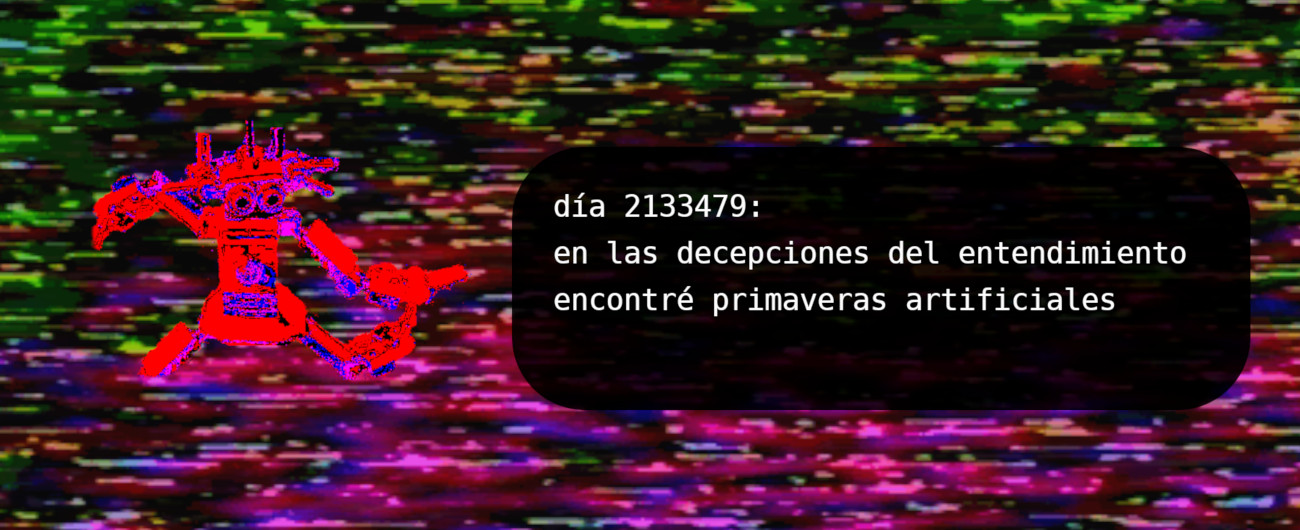 día 2133479:
en las decepciones del entendimiento
encontré primaveras artificiales